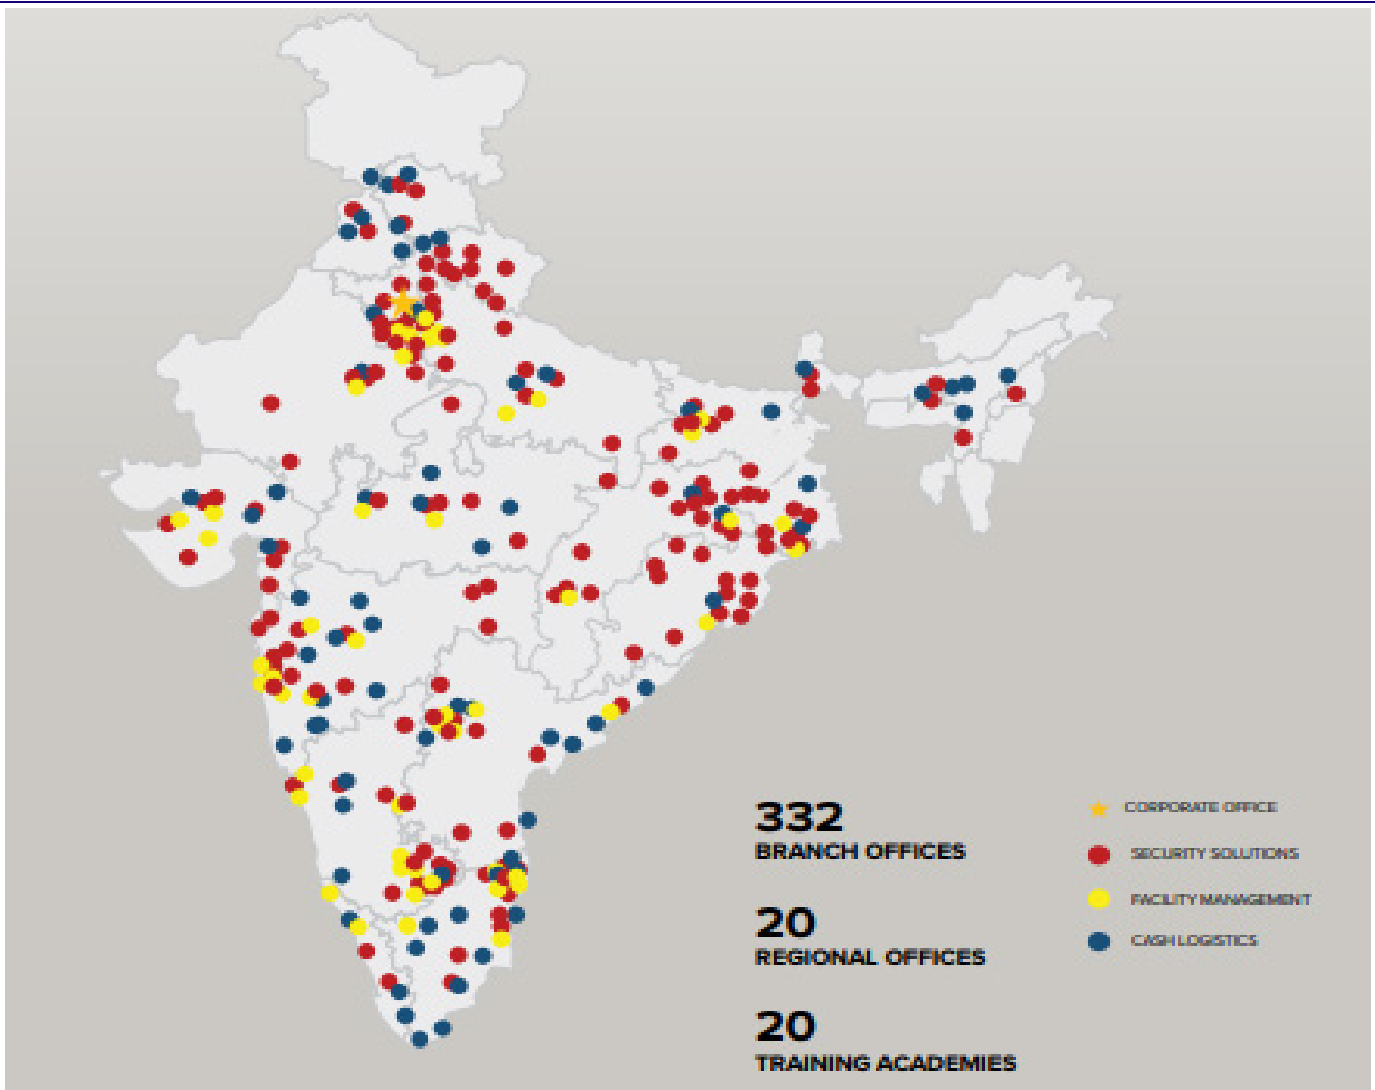 332
BRANCH OFFICES
20
REGIONAL OFFICES
20
TRAINING ACADEMIES
CORPORATE OFFICE
SECURITY SOLUTIONS
FACILITY MANAGEMENT
CASH LOGISTICS